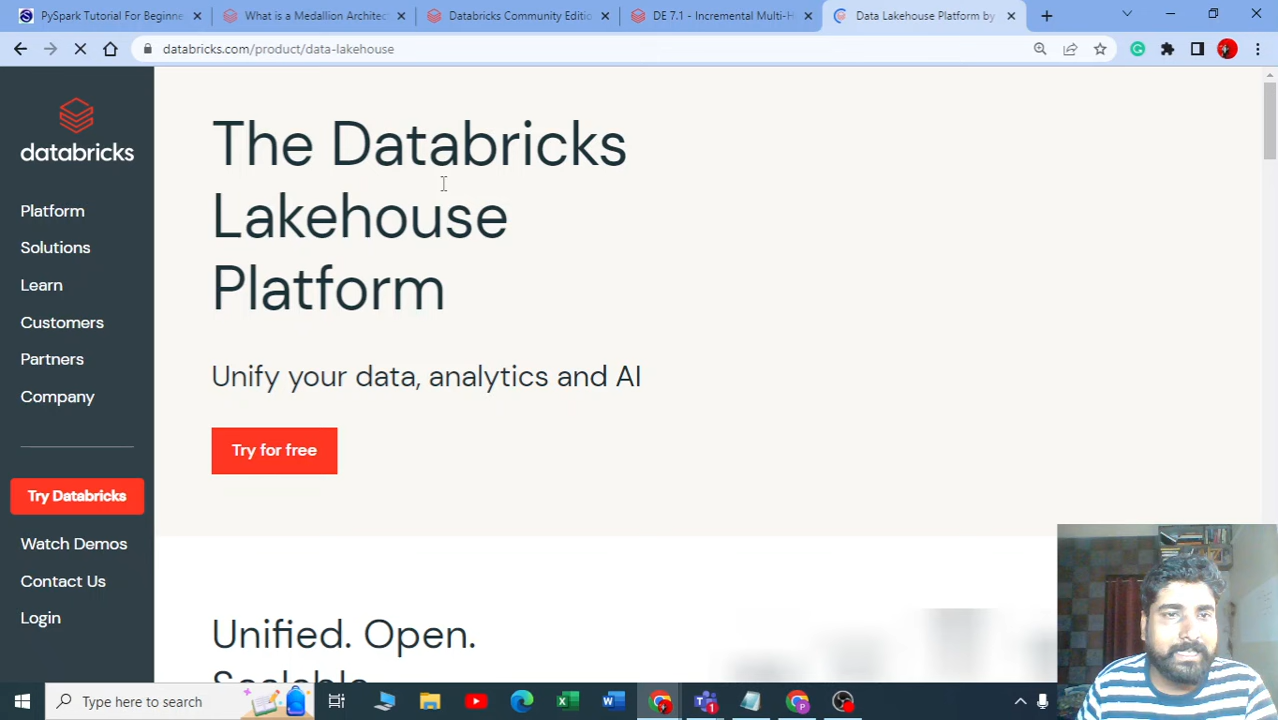 PySpark Tutorial For Beginne
What is a Medallion Architec
Databricks Community Editio
DE 7.1 - Incremental Multi-H
Data Lakehouse Platform by
databricks.com/product/data-lakehouse
databricks
Platform
Solutions
Learn
Customers
Partners
Company
Try Databricks
Watch Demos
Contact Us
Login
The Databricks
Lakehouse
Platform
Unify your data, analytics and AI
Try for free
Unified. Open.
Scalable
Type here to search